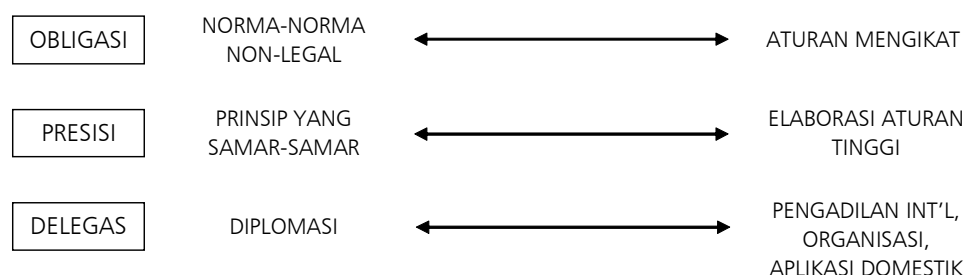 OBLIGASI
NORMA-NORMA
NON-LEGAL
ATURAN MENGIKAT
PRESISI
PRINSIP YANG
SAMAR-SAMAR
ELABORASI ATURAN
TINGGI
DELEGAS
DIPLOMASI
PENGADILAN INT'L,
ORGANISASI,
APLIKASI DOMESTIK